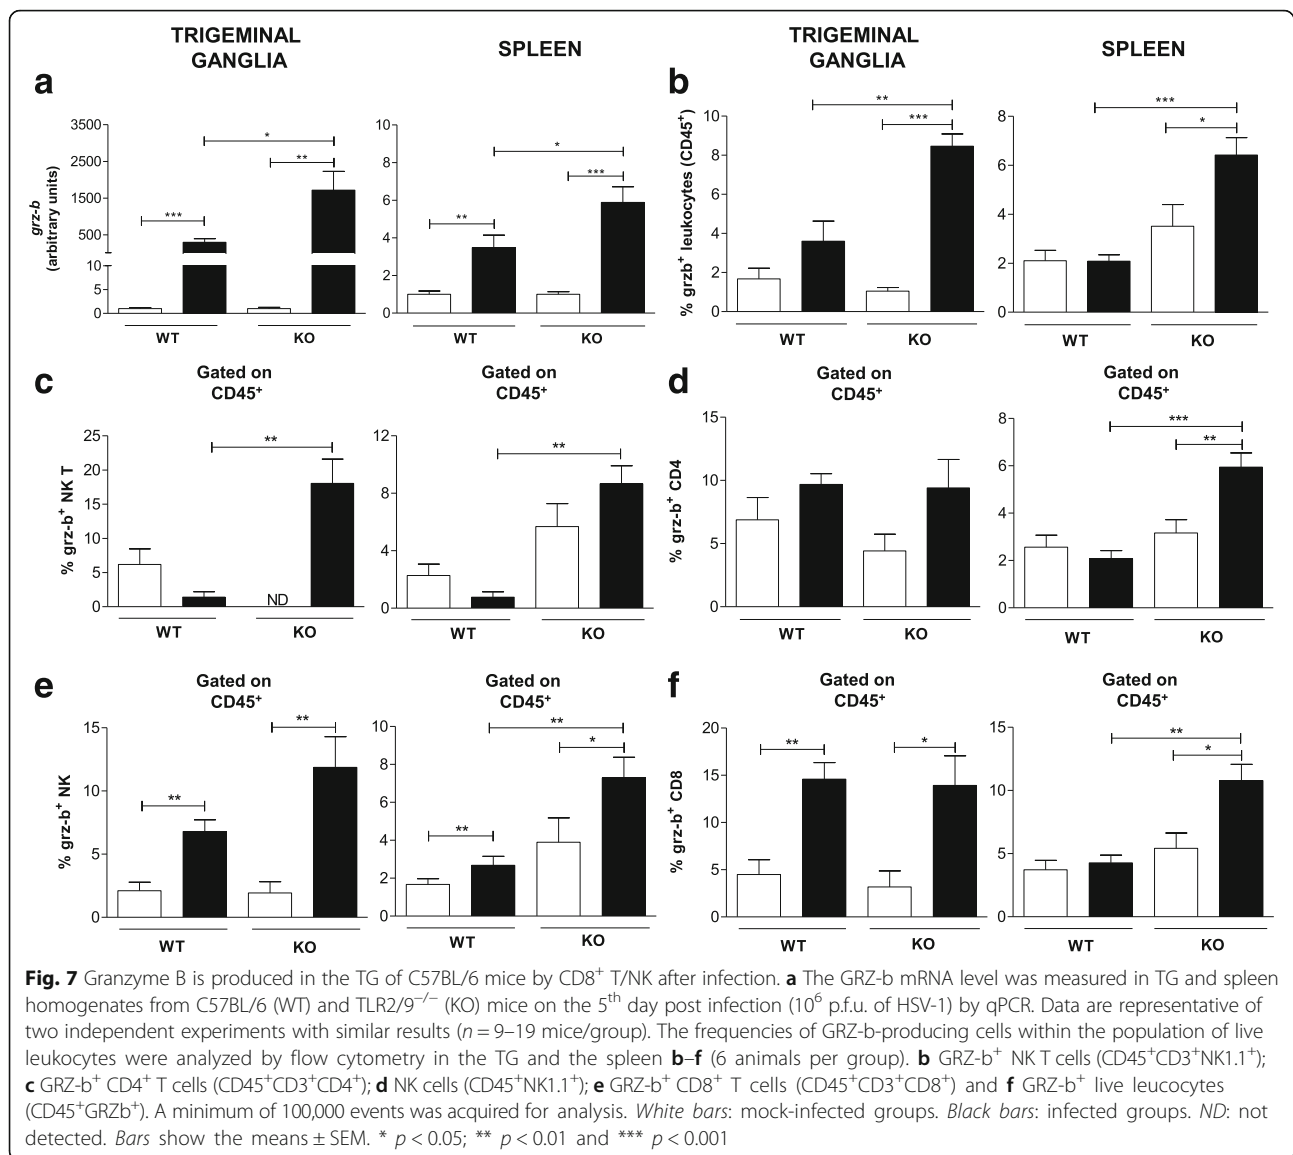 TRIGEMINAL
GANGLIA
SPLEEN
TRIGEMINAL
GANGLIA
SPLEEN
a
grz-b
(arbitrary units)
3500
2500
1500
500
10
5
0
*
**
***
WT
KO
10
8
6
4
2
0
*
***
**
WT
KO
b
% grzb⁺ leukocytes (CD45⁺)
10
8
6
4
2
0
**
***
WT
KO
8
6
4
2
0
***
*
WT
KO
c
Gated on
CD45⁺
% grz-b⁺ NK T
25
20
15
10
5
0
**
ND
WT
KO
Gated on
CD45⁺
12
8
4
0
**
WT
KO
d
Gated on
CD45⁺
% grz-b⁺ CD4
15
10
5
0
WT
KO
Gated on
CD45⁺
8
6
4
2
0
***
**
WT
KO
e
Gated on
CD45⁺
% grz-b⁺ NK
15
10
5
0
**
**
WT
KO
Gated on
CD45⁺
10
8
6
4
2
0
**
*
**
WT
KO
f
Gated on
CD45⁺
% grz-b⁺ CD8
20
15
10
5
0
**
*
WT
KO
Gated on
CD45⁺
15
10
5
0
**
*
WT
KO
Fig. 7 Granzyme B is produced in the TG of C57BL/6 mice by CD8⁺ T/NK after infection. a The GRZ-b mRNA level was measured in TG and spleen
homogenates from C57BL/6 (WT) and TLR2/9⁻/⁻ (KO) mice on the 5th day post infection (10⁶ p.f.u. of HSV-1) by qPCR. Data are representative of
two independent experiments with similar results (n = 9–19 mice/group). The frequencies of GRZ-b-producing cells within the population of live
leukocytes were analyzed by flow cytometry in the TG and the spleen b–f (6 animals per group). b GRZ-b⁺ NK T cells (CD45⁺CD3⁺NK1.1⁺);
c GRZ-b⁺ CD4⁺ T cells (CD45⁺CD3⁺CD4⁺); d NK cells (CD45⁺NK1.1⁺); e GRZ-b⁺ CD8⁺ T cells (CD45⁺CD3⁺CD8⁺) and f GRZ-b⁺ live leucocytes
(CD45⁺GRZb⁺). A minimum of 100,000 events was acquired for analysis. White bars: mock-infected groups. Black bars: infected groups. ND: not
detected. Bars show the means ± SEM. * p < 0.05; ** p < 0.01 and *** p < 0.001